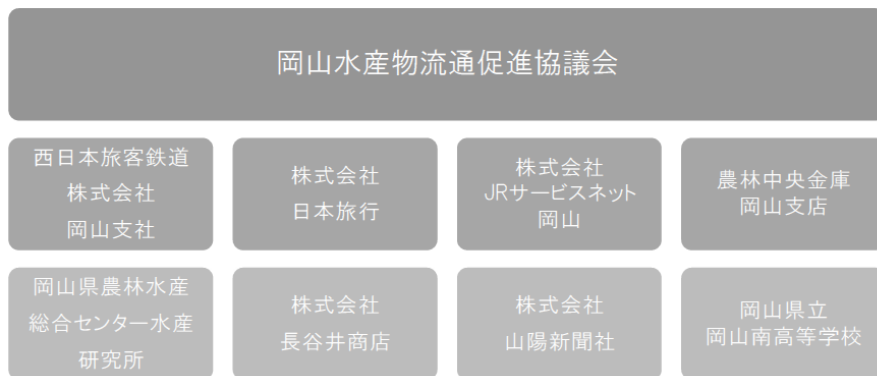 岡山水産物流通促進協議会
西日本旅客鉄道
株式会社
岡山支社
株式会社
日本旅行
株式会社
JRサービスネット
岡山
農林中央金庫
岡山支店
岡山県農林水産
総合センター水産
研究所
株式会社
長谷井商店
株式会社
山陽新聞社
岡山県立
岡山南高等学校